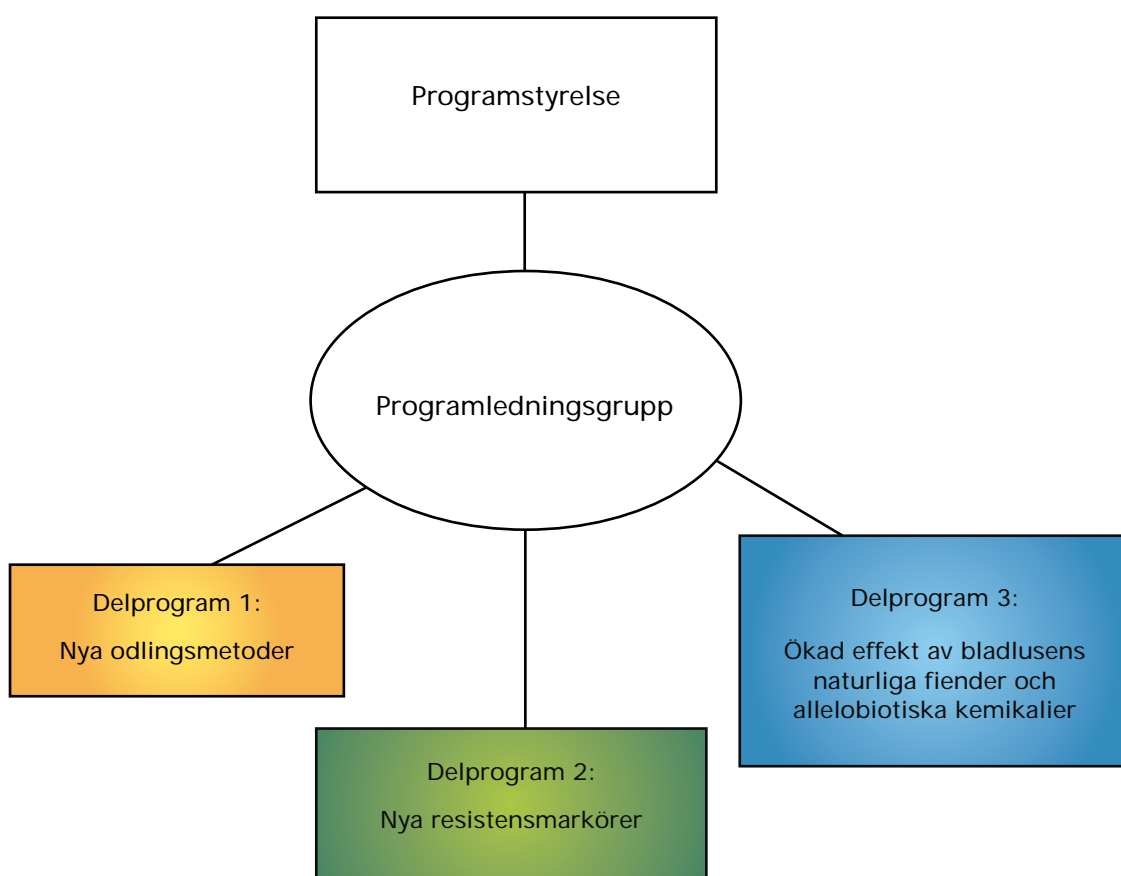 Programstyrelse
Programledningsgrupp
Delprogram 1:
Nya odlingsmetoder
Delprogram 2:
Nya resistensmarkörer
Delprogram 3:
Ökad effekt av bladlusens
naturliga fiender och
allelobiotiska kemikalier